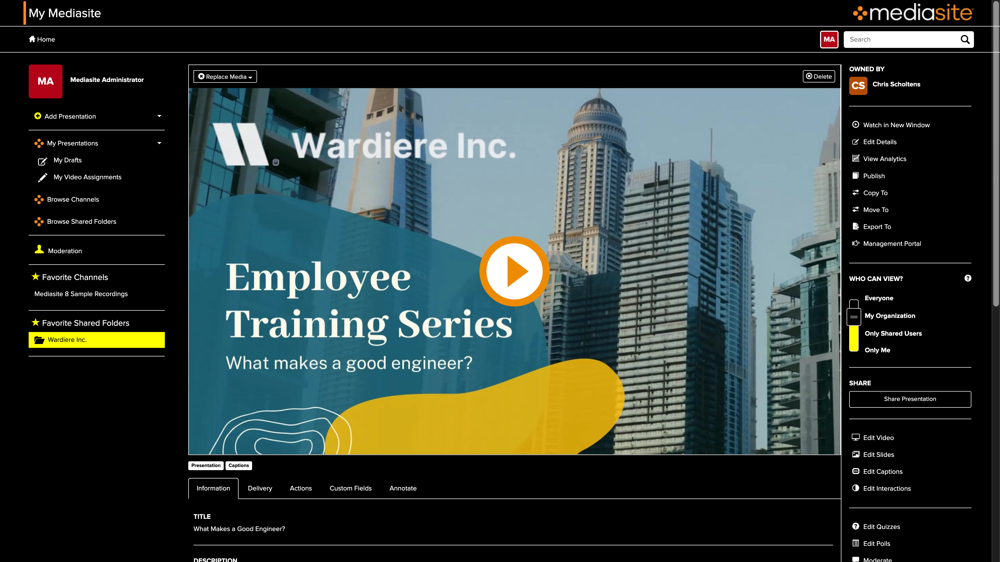 My Mediasite
mediasite
Home
MA
Search
MA
Mediasite Administrator
Add Presentation
My Presentations
My Drafts
My Video Assignments
Browse Channels
Browse Shared Folders
Moderation
Favorite Channels
Mediasite 8 Sample Recordings
Favorite Shared Folders
Wardiere Inc.
Replace Media
Delete
Wardiere Inc.
Employee
Training Series
What makes a good engineer?
Presentation
Captions
Information
Delivery
Actions
Custom Fields
Annotate
TITLE
What Makes a Good Engineer?
DESCRIPTION
OWNED BY
CS
Chris Scholtens
Watch in New Window
Edit Details
View Analytics
Publish
Copy To
Move To
Export To
Management Portal
WHO CAN VIEW?
Everyone
My Organization
Only Shared Users
Only Me
SHARE
Share Presentation
Edit Video
Edit Slides
Edit Captions
Edit Interactions
Edit Quizzes
Edit Polls
Moderate